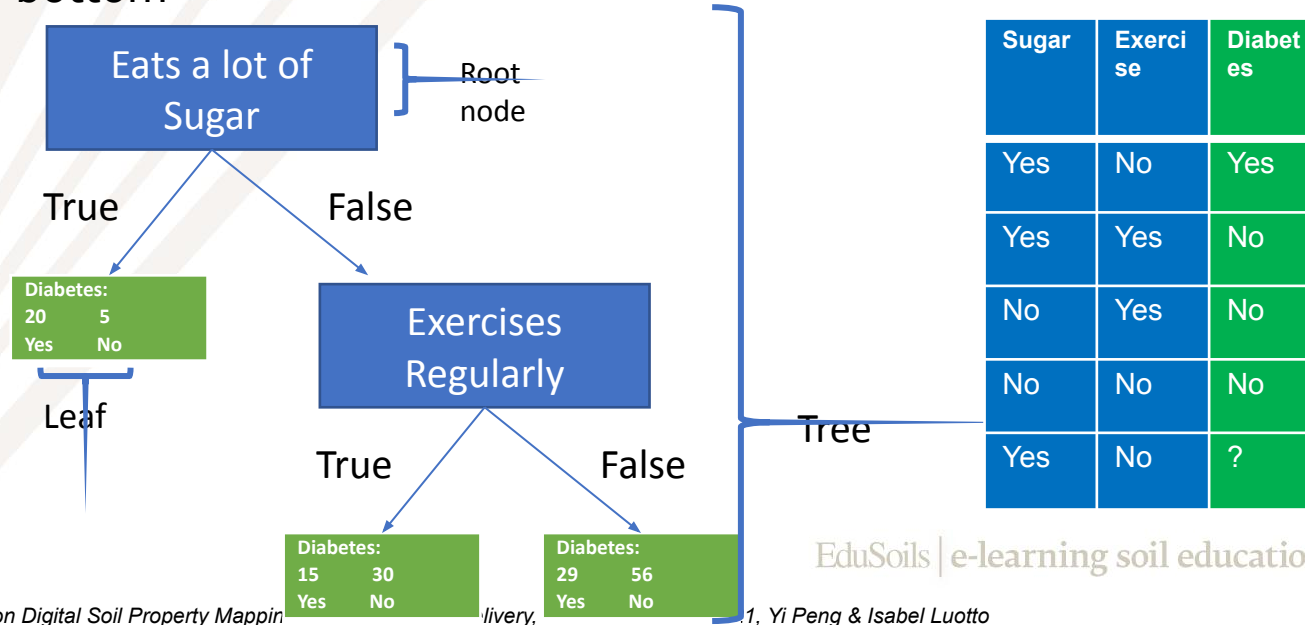 bottom
Eats a lot of
Sugar
Root
node
True
False
Diabetes:
20 5
Yes No
Leaf
Exercises
Regularly
True
False
Diabetes:
15 30
Yes No
Diabetes:
29 56
Yes No
Tree
Sugar Exerci
se Diabet
es
Yes No Yes
Yes Yes No
No Yes No
No No No
Yes No ?
EduSoils | e-learning soil educatio
on Digital Soil Property Mappin livery, 1, Yi Peng & Isabel Luotto